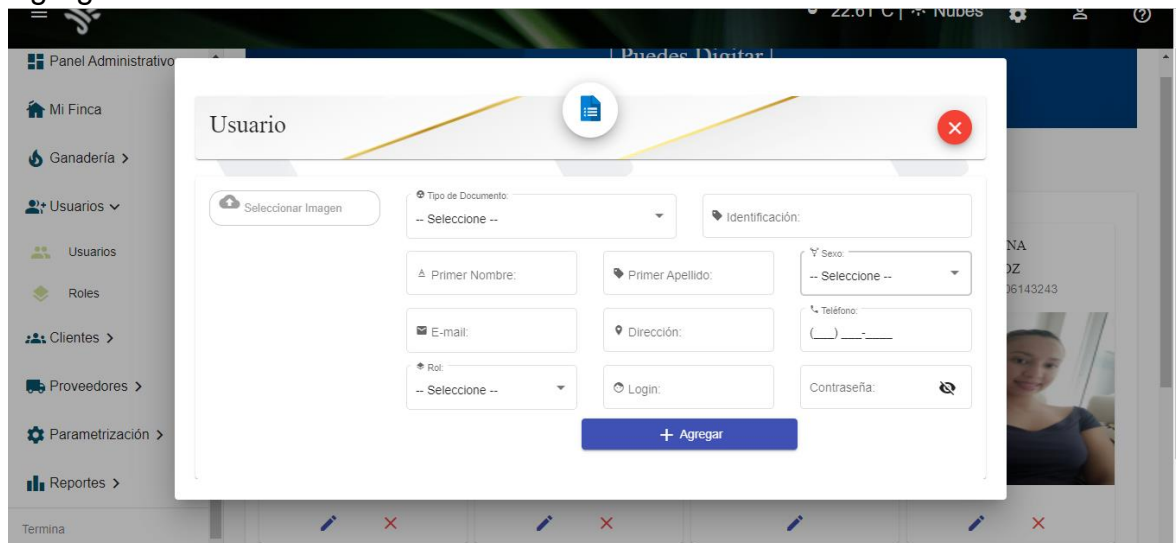 22.61°C | Nubes
Panel Administrativo
| Puedes Digitar |
Mi Finca
Usuario
Ganadería >
Usuarios
Seleccionar Imagen
Tipo de Documento:
-- Seleccione --
Identificación:
Usuarios
Primer Nombre:
Primer Apellido:
Sexo:
-- Seleccione --
NA
OZ
06143243
Roles
Clientes >
E-mail:
Dirección:
Teléfono:
(___) ___-____
Proveedores >
Rol:
-- Seleccione --
Login:
Contraseña:
Parametrización >
+ Agregar
Reportes >
Termina